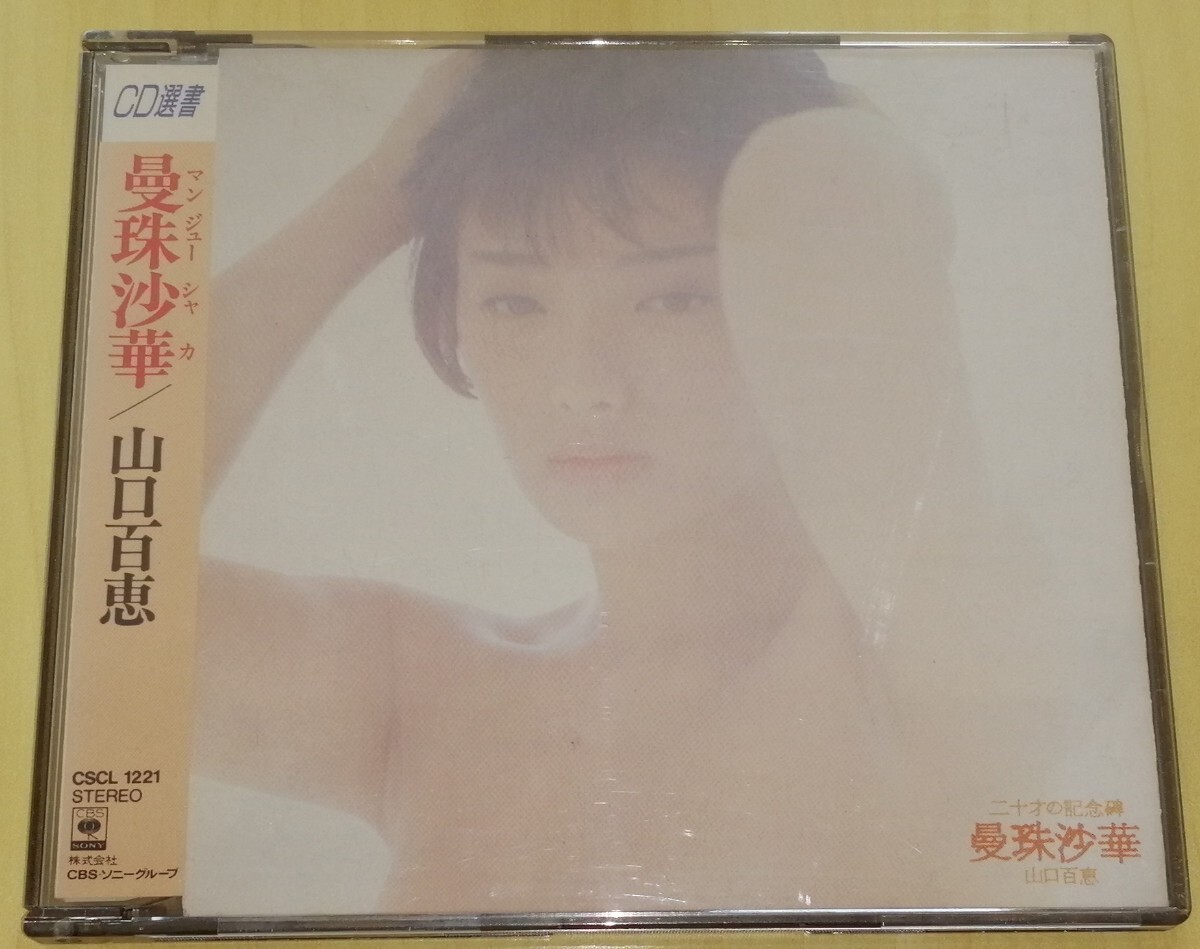 CD選書
曼珠沙華/山口百恵
マンジューシャカ
CSCL 1221
STEREO
CBS
SONY
株式会社
CBS・ソニーグループ
二十才の記念碑
曼珠沙華
山口百恵